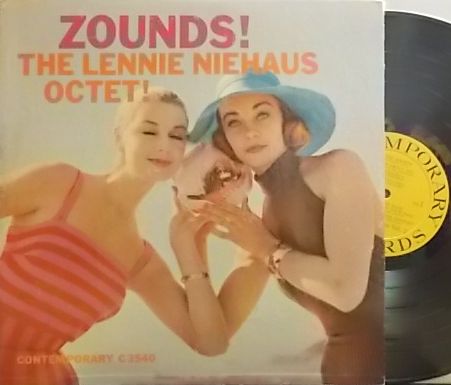 ZOUNDS!
THE LENNIE NIEHAUS
OCTET!
CONTEMPORARY C3540